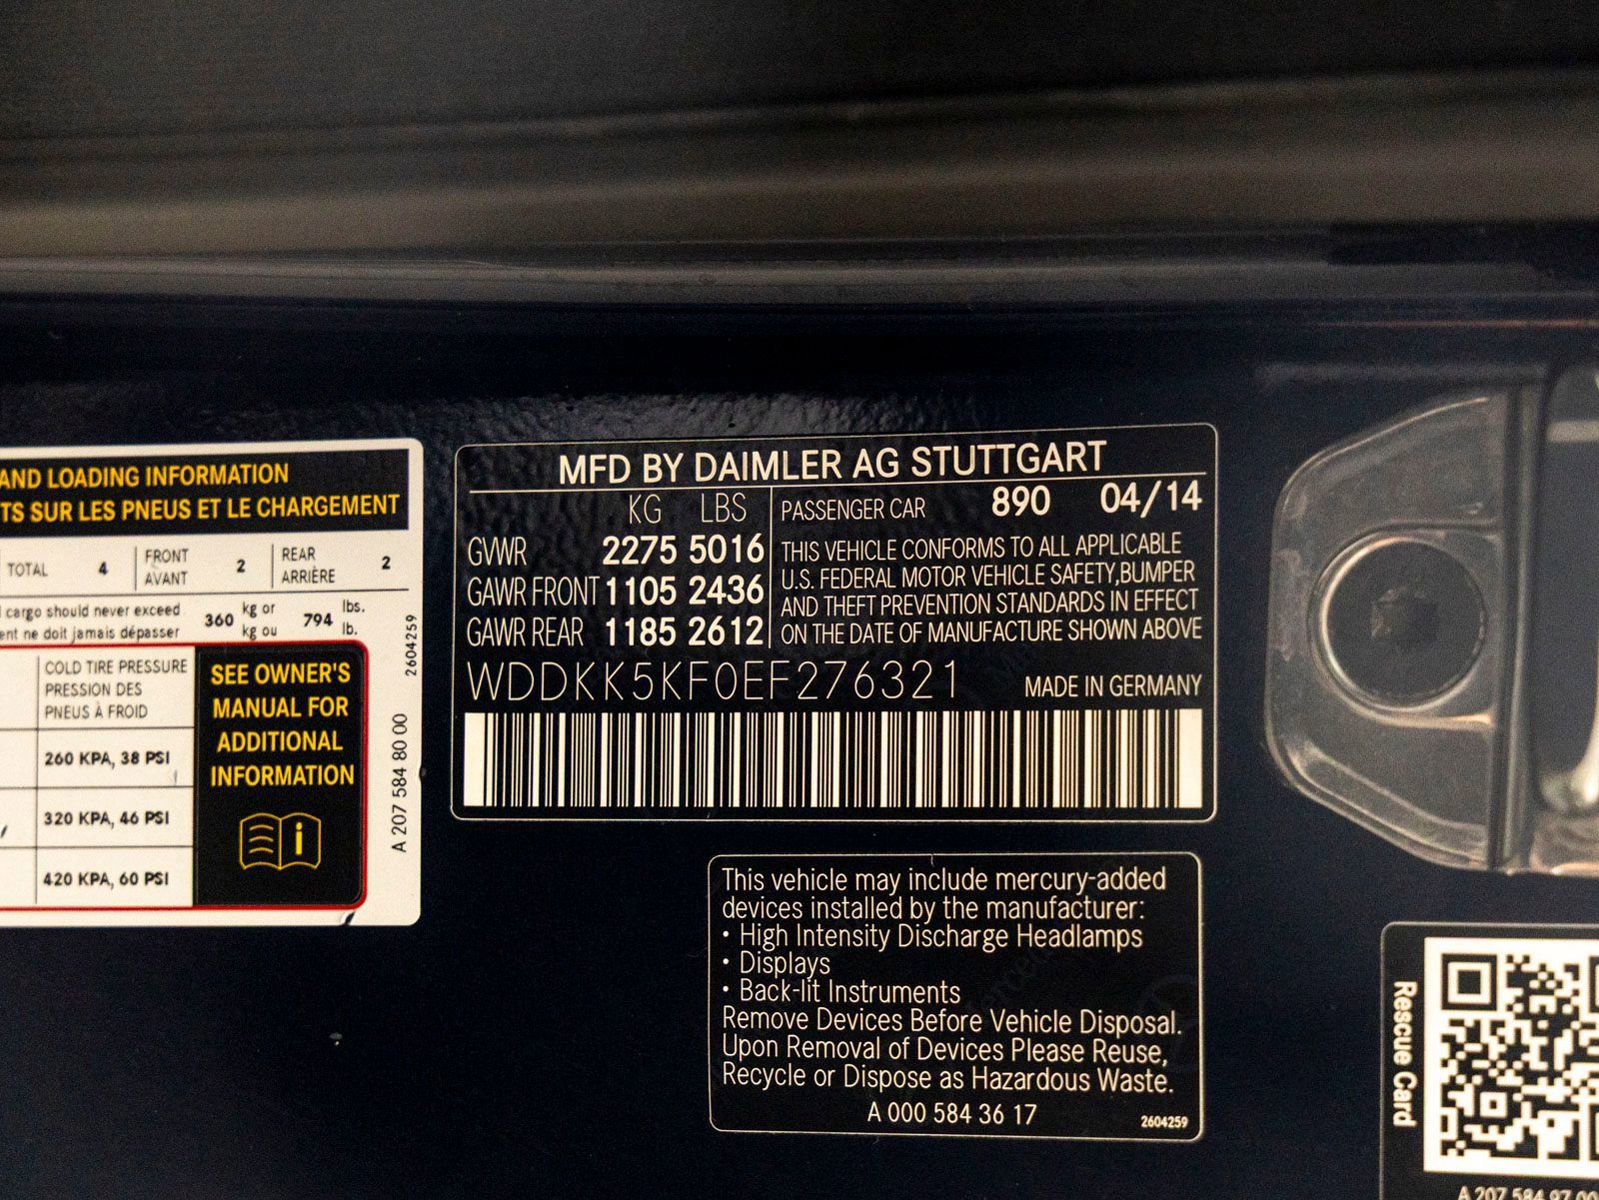 AND LOADING INFORMATION
TS SUR LES PNEUS ET LE CHARGEMENT
TOTAL 4 FRONT AVANT 2 REAR ARRIÈRE 2
cargo should never exceed
ent ne doit jamais dépasser
360 kg or kg ou 794 lbs. lb.
COLD TIRE PRESSURE
PRESSION DES
PNEUS À FROID
260 KPA, 38 PSI
320 KPA, 46 PSI
420 KPA, 60 PSI
SEE OWNER'S
MANUAL FOR
ADDITIONAL
INFORMATION
i
2604259
A 207 584 80 00
MFD BY DAIMLER AG STUTTGART
KG LBS
GVWR 2275 5016
GAWR FRONT 1105 2436
GAWR REAR 1185 2612
PASSENGER CAR 890 04/14
THIS VEHICLE CONFORMS TO ALL APPLICABLE
U.S. FEDERAL MOTOR VEHICLE SAFETY,BUMPER
AND THEFT PREVENTION STANDARDS IN EFFECT
ON THE DATE OF MANUFACTURE SHOWN ABOVE
WDDKK5KF0EF276321
MADE IN GERMANY
This vehicle may include mercury-added
devices installed by the manufacturer:
• High Intensity Discharge Headlamps
• Displays
• Back-lit Instruments
Remove Devices Before Vehicle Disposal.
Upon Removal of Devices Please Reuse,
Recycle or Dispose as Hazardous Waste.
A 000 584 36 17
2604259
Rescue Card
A 207 584 97 00